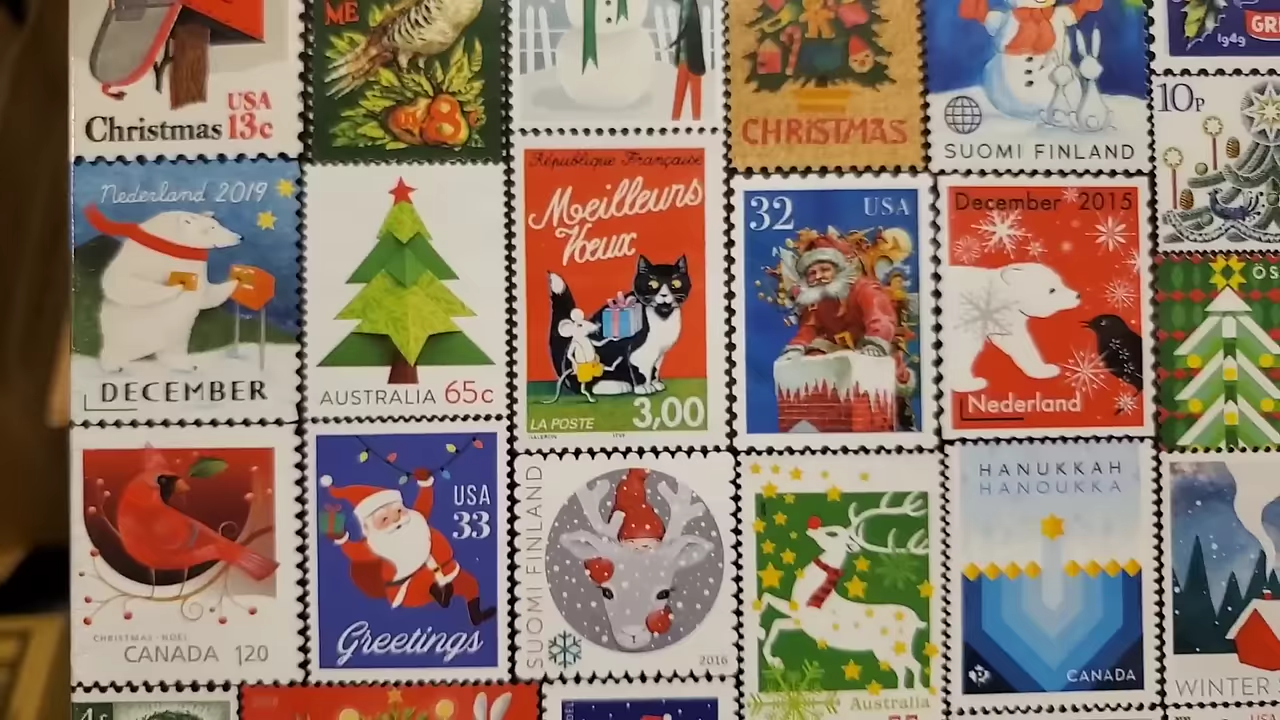 USA
Christmas 13c
ME
CHRISTMAS
SUOMI FINLAND
GR
1949
10P
Nederland 2019
DECEMBER
AUSTRALIA 65c
République Française
Meilleurs
Vœux
LA POSTE
3,00
32 USA
December 2015
Nederland
ÖS
CHRISTMAS · NOËL
CANADA 120
USA
33
Greetings
SUOMI FINLAND
2016
Australia
HANUKKAH
HANOUKKA
P
CANADA
WINTER
4c